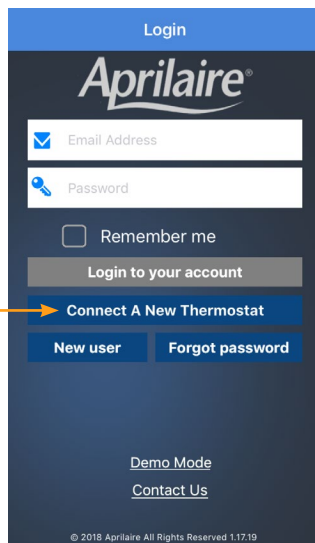 Login
Aprilaire®
Email Address
Password
Remember me
Login to your account
Connect A New Thermostat
New user Forgot password
Demo Mode
Contact Us
© 2018 Aprilaire All Rights Reserved 1.17.19